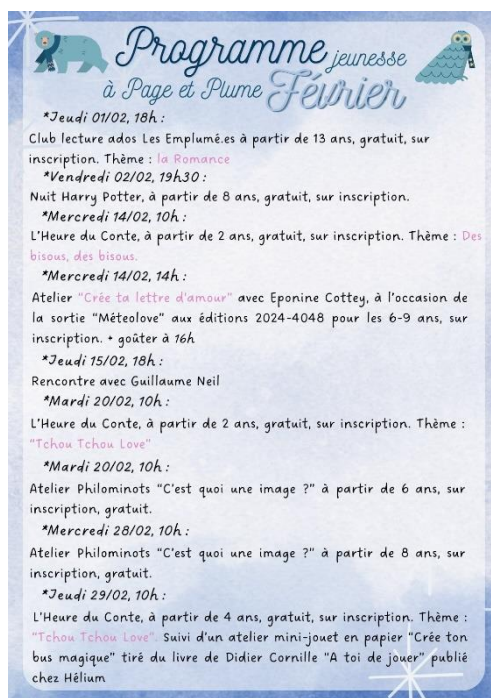 Programme jeunesse
à Page et Plume Février
*Jeudi 01/02, 18h :
Club lecture ados Les Emplumé.es à partir de 13 ans, gratuit, sur
inscription. Thème : la Romance
*Vendredi 02/02, 19h30 :
Nuit Harry Potter, à partir de 8 ans, gratuit, sur inscription.
*Mercredi 14/02, 10h :
L'Heure du Conte, à partir de 2 ans, gratuit, sur inscription. Thème : Des
bisous, des bisous.
*Mercredi 14/02, 14h :
Atelier "Crée ta lettre d'amour" avec Eponine Cottey, à l'occasion de
la sortie "Méteolove" aux éditions 2024-4048 pour les 6-9 ans, sur
inscription. + goûter à 16h
*Jeudi 15/02, 18h :
Rencontre avec Guillaume Neil
*Mardi 20/02, 10h :
L'Heure du Conte, à partir de 2 ans, gratuit, sur inscription. Thème :
"Tchou Tchou Love"
*Mardi 20/02, 10h :
Atelier Philominots "C'est quoi une image ?" à partir de 6 ans, sur
inscription, gratuit.
*Mercredi 28/02, 10h :
Atelier Philominots "C'est quoi une image ?" à partir de 8 ans, sur
inscription, gratuit.
*Jeudi 29/02, 10h :
L'Heure du Conte, à partir de 4 ans, gratuit, sur inscription. Thème :
"Tchou Tchou Love". Suivi d'un atelier mini-jouet en papier "Crée ton
bus magique" tiré du livre de Didier Cornille "A toi de jouer" publié
chez Hélium